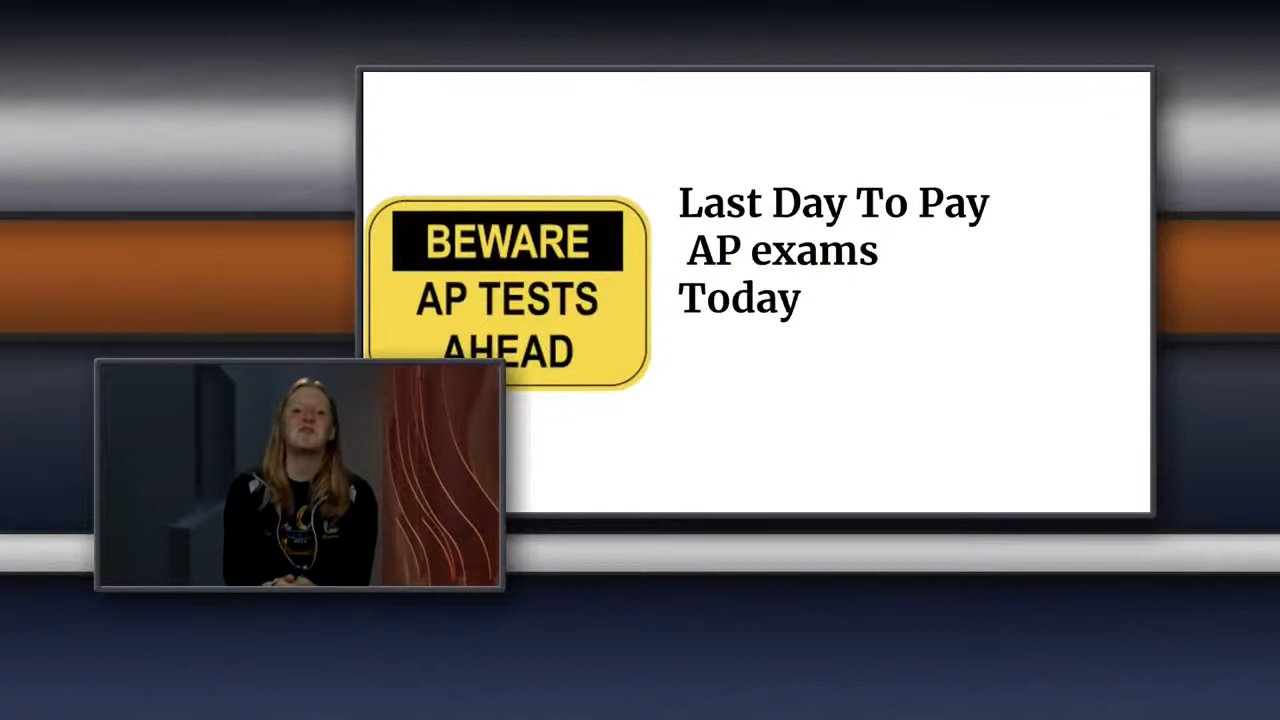 BEWARE
AP TESTS
AHEAD
Last Day To Pay
AP exams
Today